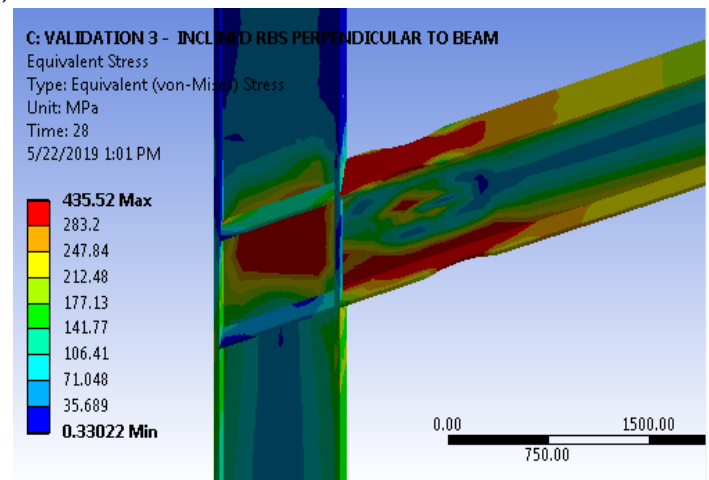 )
C: VALIDATION 3 - INCLINED RBS PERPENDICULAR TO BEAM
Equivalent Stress
Type: Equivalent (von-Mises) Stress
Unit: MPa
Time: 28
5/22/2019 1:01 PM
435.52 Max
283.2
247.84
212.48
177.13
141.77
106.41
71.048
35.689
0.33022 Min
0.00 1500.00
750.00